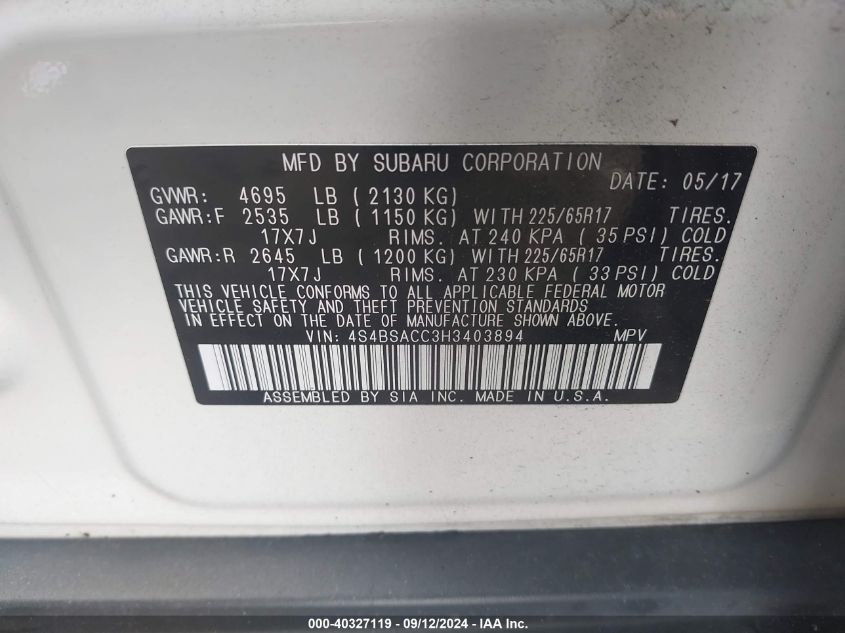 MFD BY SUBARU CORPORATION
DATE: 05/17
GVWR: 4695 LB ( 2130 KG)
GAWR:F 2535 LB ( 1150 KG) WITH 225/65R17 TIRES.
17X7J RIMS. AT 240 KPA ( 35 PSI) COLD
GAWR:R 2645 LB ( 1200 KG) WITH 225/65R17 TIRES.
17X7J RIMS. AT 230 KPA ( 33 PSI) COLD
THIS VEHICLE CONFORMS TO ALL APPLICABLE FEDERAL MOTOR
VEHICLE SAFETY AND THEFT PREVENTION STANDARDS
IN EFFECT ON THE DATE OF MANUFACTURE SHOWN ABOVE.
VIN: 4S4BSACC3H3403894 MPV
ASSEMBLED BY SIA INC. MADE IN U.S.A.
000-40327119 - 09/12/2024 - IAA Inc.